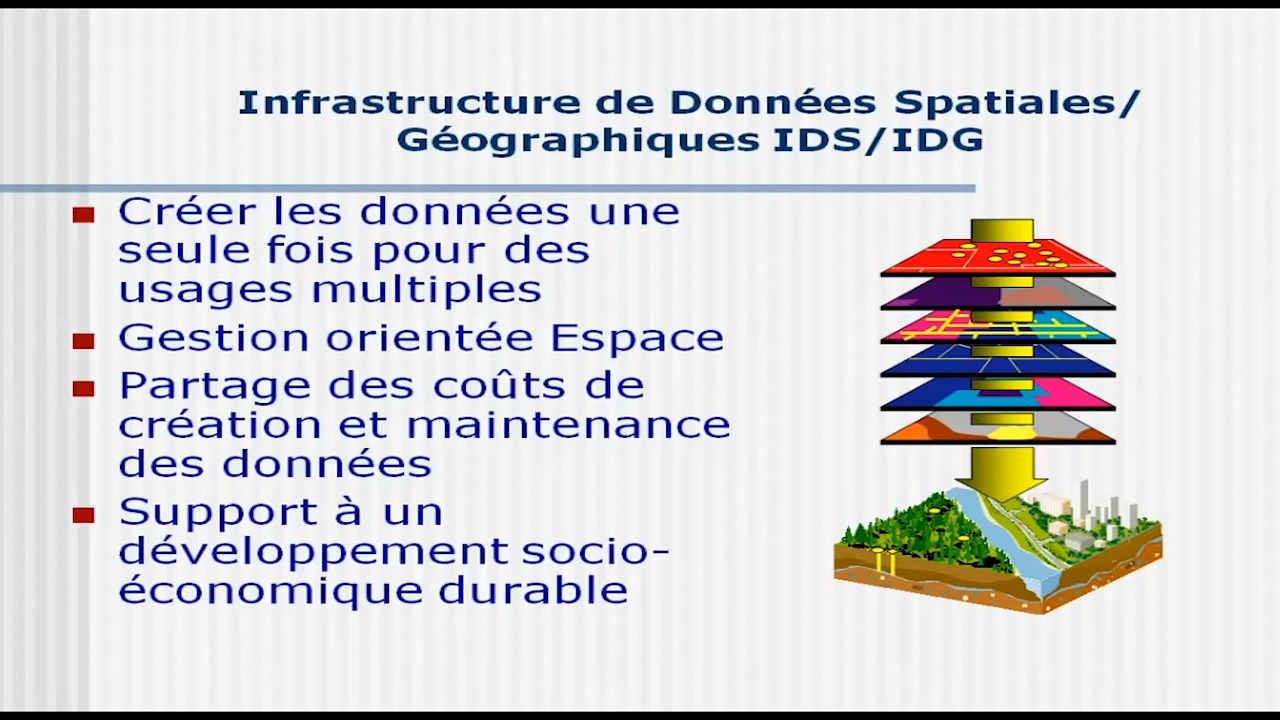 Infrastructure de Données Spatiales/
Géographiques IDS/IDG
Créer les données une
seule fois pour des
usages multiples
Gestion orientée Espace
Partage des coûts de
création et maintenance
des données
Support à un
développement socio-
économique durable